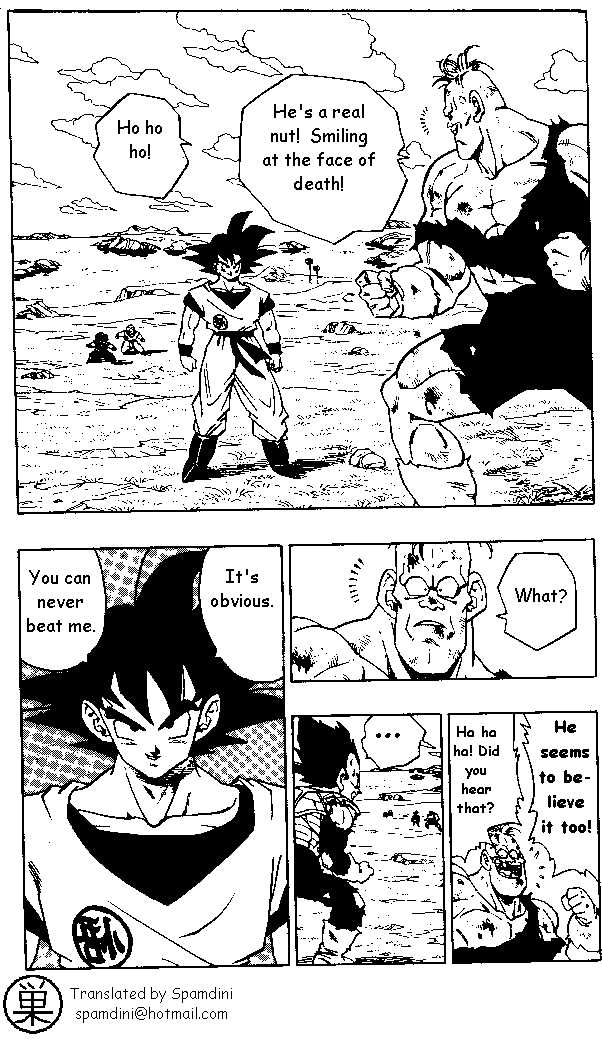 Ho ho
ho!
He's a real
nut! Smiling
at the face of
death!
You can
never
beat me.
It's
obvious.
What?
...
Ha ha
ha! Did
you
hear
that?
He
seems
to be-
lieve
it too!
巣
Translated by Spamdini
spamdini@hotmail.com